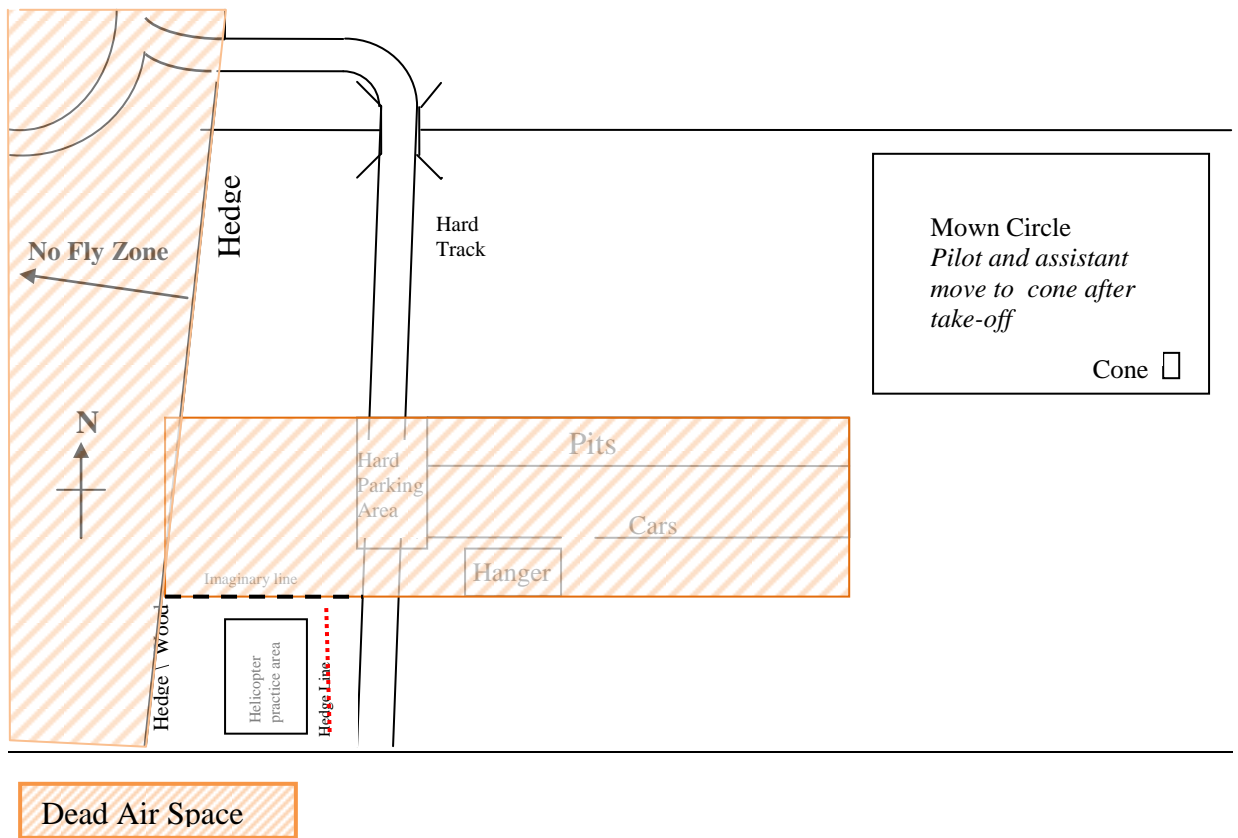 Hedge
Hard
Track
No Fly Zone
Mown Circle
Pilot and assistant
move to  cone after
take-off
Cone
N
Pits
Hard
Parking
Area
Cars
Hanger
Imaginary line
Hedge \ Wood
Helicopter
practice area
Hedge Line
Dead Air Space